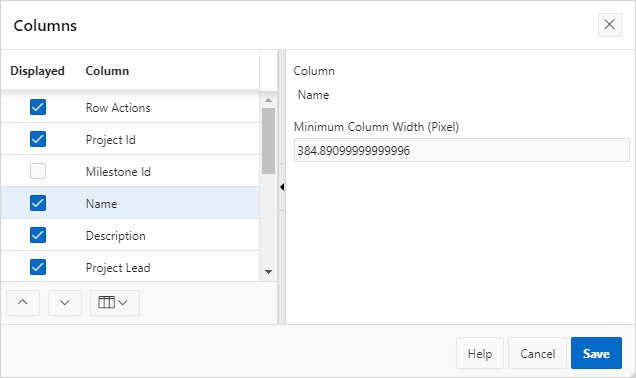 Columns
Displayed Column
Row Actions
Project Id
Milestone Id
Name
Description
Project Lead
Column
Name
Minimum Column Width (Pixel)
384.89099999999996
Help Cancel Save